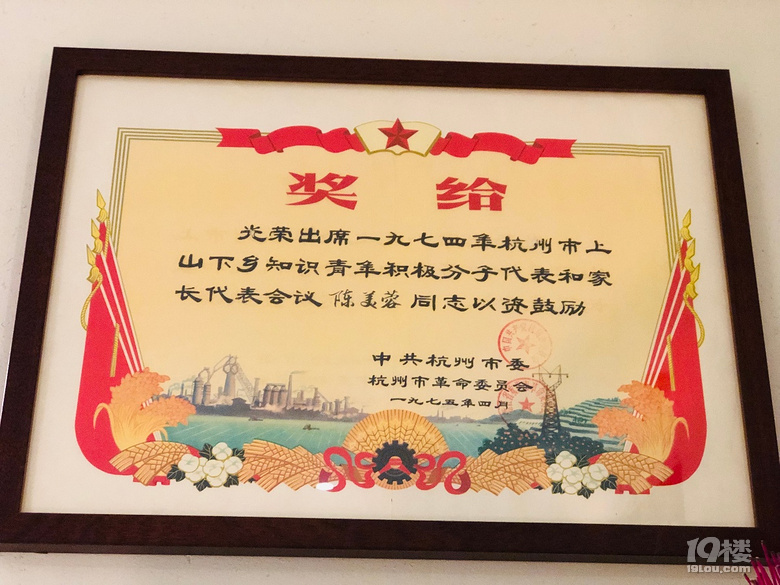 奖给
光荣出席一九七四年杭州市上
山下乡知识青年积极分子代表和家
长代表会议陈美蓉同志以资鼓励
中共杭州市委
杭州市革命委员会
一九七五年四月
19楼
19lou.com